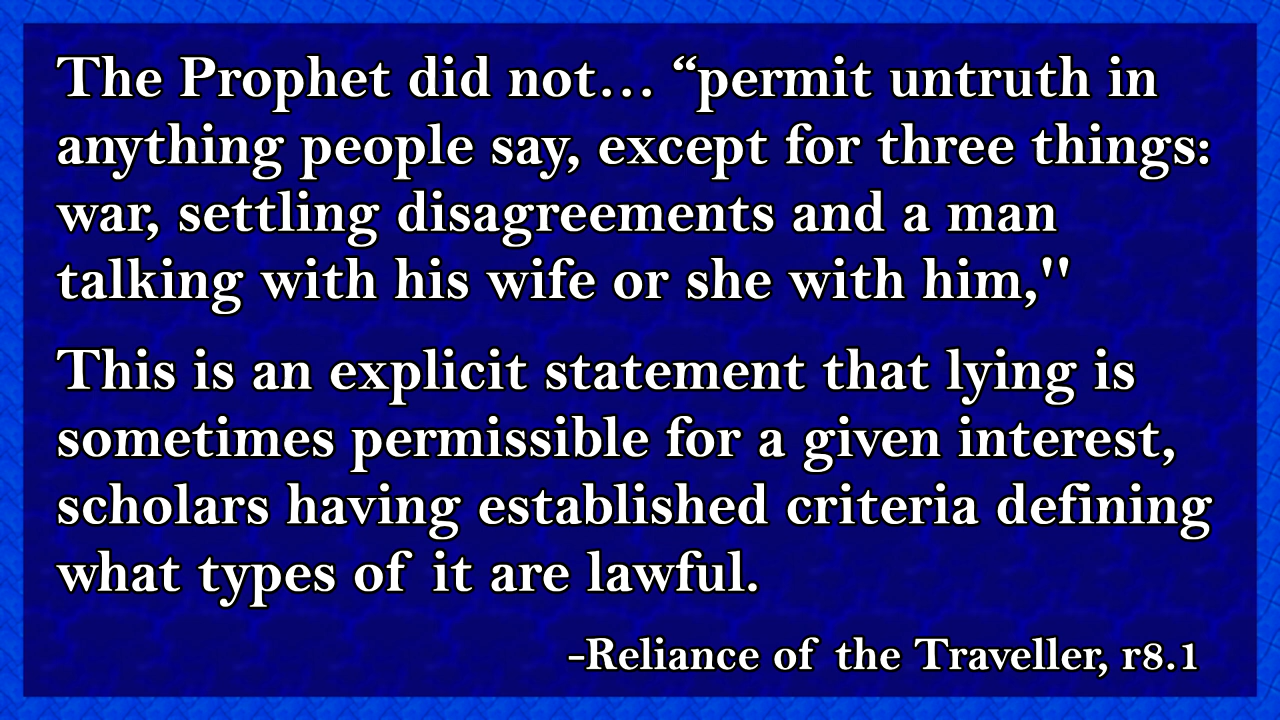 The Prophet did not… “permit untruth in
anything people say, except for three things:
war, settling disagreements and a man
talking with his wife or she with him,''
This is an explicit statement that lying is
sometimes permissible for a given interest,
scholars having established criteria defining
what types of it are lawful.
-Reliance of the Traveller, r8.1